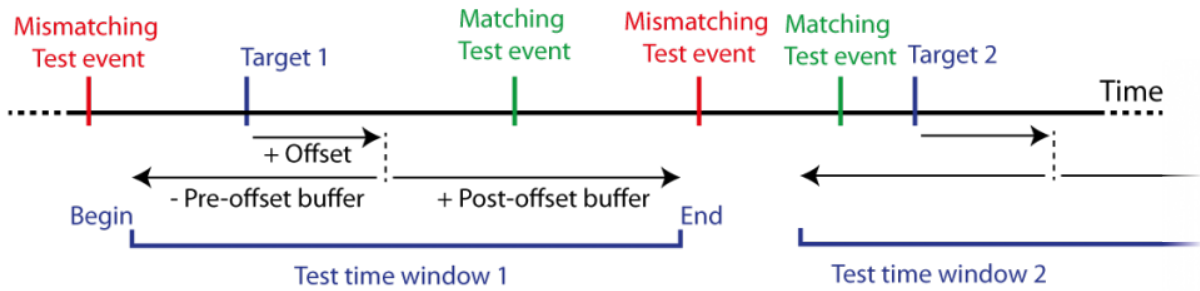 Mismatching
Test event
Target 1
Matching
Test event
Mismatching
Test event
Matching
Test event
Target 2
Time
+ Offset
- Pre-offset buffer
+ Post-offset buffer
Begin
End
Test time window 1
Test time window 2